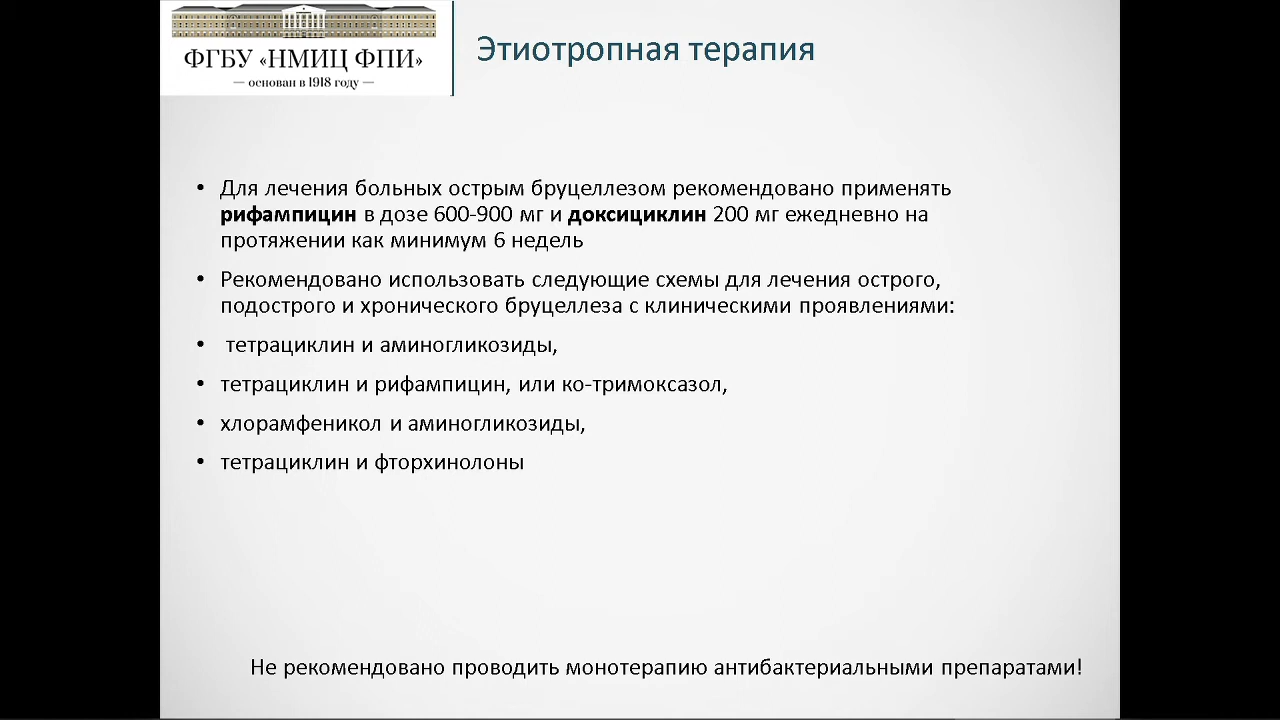 ФГБУ «НМИЦ ФПИ»
— основан в 1918 году —
Этиотропная терапия
• Для лечения больных острым бруцеллезом рекомендовано применять
рифампицин в дозе 600-900 мг и доксициклин 200 мг ежедневно на
протяжении как минимум 6 недель
• Рекомендовано использовать следующие схемы для лечения острого,
подострого и хронического бруцеллеза с клиническими проявлениями:
• тетрациклин и аминогликозиды,
• тетрациклин и рифампицин, или ко-тримоксазол,
• хлорамфеникол и аминогликозиды,
• тетрациклин и фторхинолоны
Не рекомендовано проводить монотерапию антибактериальными препаратами!